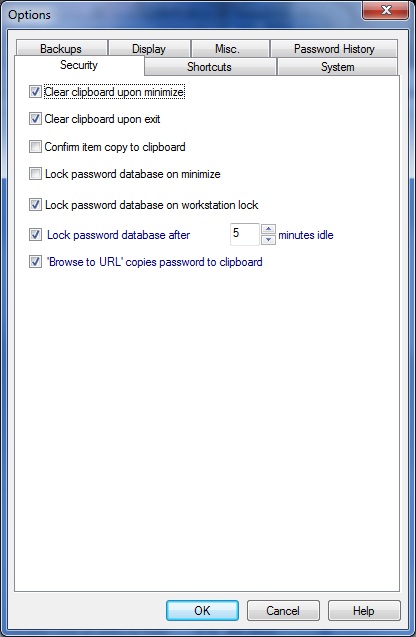 Options
Backups Display Misc. Password History
Security Shortcuts System
Clear clipboard upon minimize
Clear clipboard upon exit
Confirm item copy to clipboard
Lock password database on minimize
Lock password database on workstation lock
Lock password database after 5 minutes idle
'Browse to URL' copies password to clipboard
OK Cancel Help